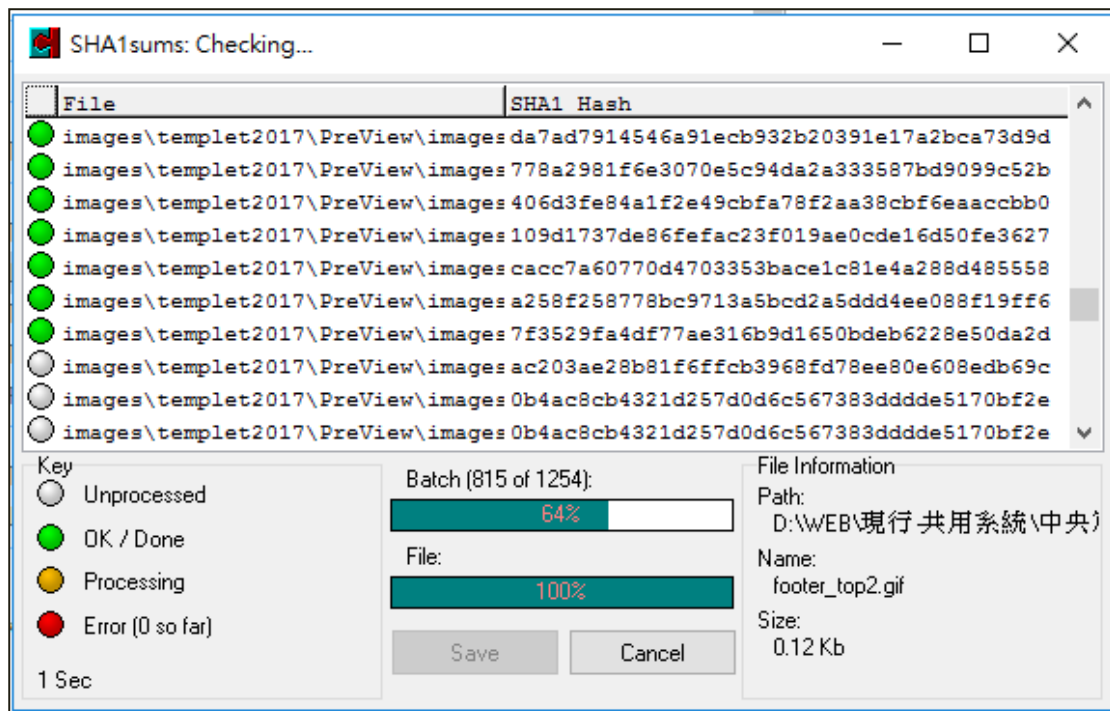 SHA1sums: Checking...
File SHA1 Hash
images\templet2017\PreView\images da7ad7914546a91ecb932b20391e17a2bca73d9d
images\templet2017\PreView\images 778a2981f6e3070e5c94da2a333587bd9099c52b
images\templet2017\PreView\images 406d3fe84a1f2e49cbfa78f2aa38cbf6eaaccbb0
images\templet2017\PreView\images 109d1737de86fefac23f019ae0cde16d50fe3627
images\templet2017\PreView\images cacc7a60770d4703353bace1c81e4a288d485558
images\templet2017\PreView\images a258f258778bc9713a5bcd2a5ddd4ee088f19ff6
images\templet2017\PreView\images 7f3529fa4df77ae316b9d1650bdeb6228e50da2d
images\templet2017\PreView\images ac203ae28b81f6ffcb3968fd78ee80e608edb69c
images\templet2017\PreView\images 0b4ac8cb4321d257d0d6c567383dddde5170bf2e
images\templet2017\PreView\images 0b4ac8cb4321d257d0d6c567383dddde5170bf2e
Key
Unprocessed
OK / Done
Processing
Error (0 so far)
1 Sec
Batch (815 of 1254):
64%
File:
100%
Save Cancel
File Information
Path:
D:\WEB\現行-共用系統\中央
Name:
footer_top2.gif
Size:
0.12 Kb